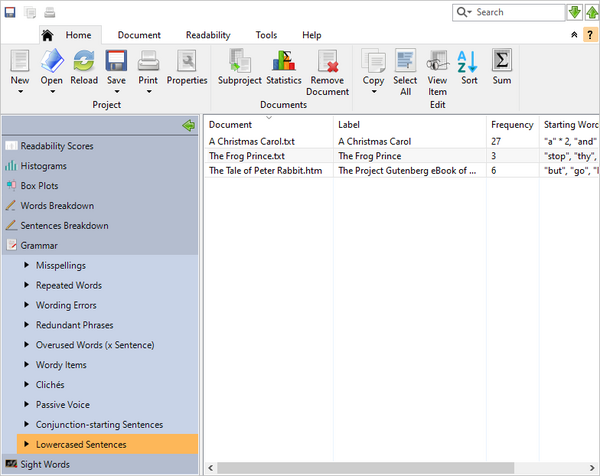 Search
Home Document Readability Tools Help
?
New Open Reload Save Print Properties Subproject Statistics Remove Document Copy Select All View Item Sort Sum
Project Documents Edit
Document Label Frequency Starting Word
A Christmas Carol.txt A Christmas Carol 27 "a" * 2, "and"
The Frog Prince.txt The Frog Prince 3 "stop", "thy",
The Tale of Peter Rabbit.htm The Project Gutenberg eBook of ... 6 "but", "go", "l
Readability Scores
Histograms
Box Plots
Words Breakdown
Sentences Breakdown
Grammar
Misspellings
Repeated Words
Wording Errors
Redundant Phrases
Overused Words (x Sentence)
Wordy Items
Clichés
Passive Voice
Conjunction-starting Sentences
Lowercased Sentences
Sight Words